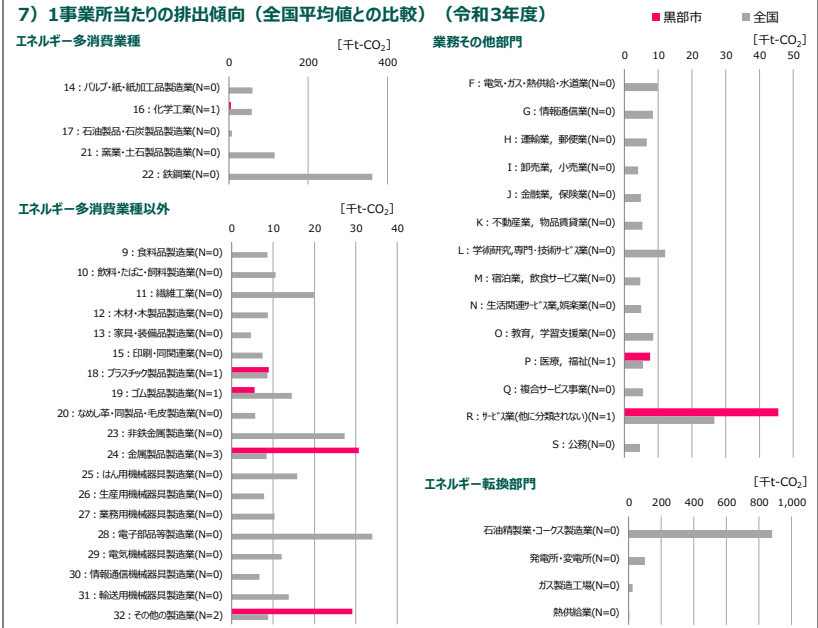 7）1事業所当たりの排出傾向（全国平均値との比較）（令和3年度）
■黒部市 ■全国
エネルギー多消費業種
［千t-CO₂］
0 200 400
14：パルプ・紙・紙加工品製造業(N=0)
16：化学工業(N=1)
17：石油製品・石炭製品製造業(N=0)
21：窯業・土石製品製造業(N=0)
22：鉄鋼業(N=0)
エネルギー多消費業種以外
［千t-CO₂］
0 10 20 30 40
9：食料品製造業(N=0)
10：飲料・たばこ・飼料製造業(N=0)
11：繊維工業(N=0)
12：木材・木製品製造業(N=0)
13：家具・装備品製造業(N=0)
15：印刷・同関連業(N=0)
18：プラスチック製品製造業(N=1)
19：ゴム製品製造業(N=1)
20：なめし革・同製品・毛皮製造業(N=0)
23：非鉄金属製造業(N=0)
24：金属製品製造業(N=3)
25：はん用機械器具製造業(N=0)
26：生産用機械器具製造業(N=0)
27：業務用機械器具製造業(N=0)
28：電子部品等製造業(N=0)
29：電気機械器具製造業(N=0)
30：情報通信機械器具製造業(N=0)
31：輸送用機械器具製造業(N=0)
32：その他の製造業(N=2)
業務その他部門
［千t-CO₂］
0 10 20 30 40 50
F：電気・ガス・熱供給・水道業(N=0)
G：情報通信業(N=0)
H：運輸業，郵便業(N=0)
I：卸売業，小売業(N=0)
J：金融業，保険業(N=0)
K：不動産業，物品賃貸業(N=0)
L：学術研究,専門・技術ｻｰﾋﾞｽ業(N=0)
M：宿泊業，飲食サービス業(N=0)
N：生活関連ｻｰﾋﾞｽ業,娯楽業(N=0)
O：教育，学習支援業(N=0)
P：医療，福祉(N=1)
Q：複合サービス事業(N=0)
R：ｻｰﾋﾞｽ業(他に分類されない)(N=1)
S：公務(N=0)
エネルギー転換部門
［千t-CO₂］
0 200 400 600 800 1,000
石油精製業・コークス製造業(N=0)
発電所・変電所(N=0)
ガス製造工場(N=0)
熱供給業(N=0)